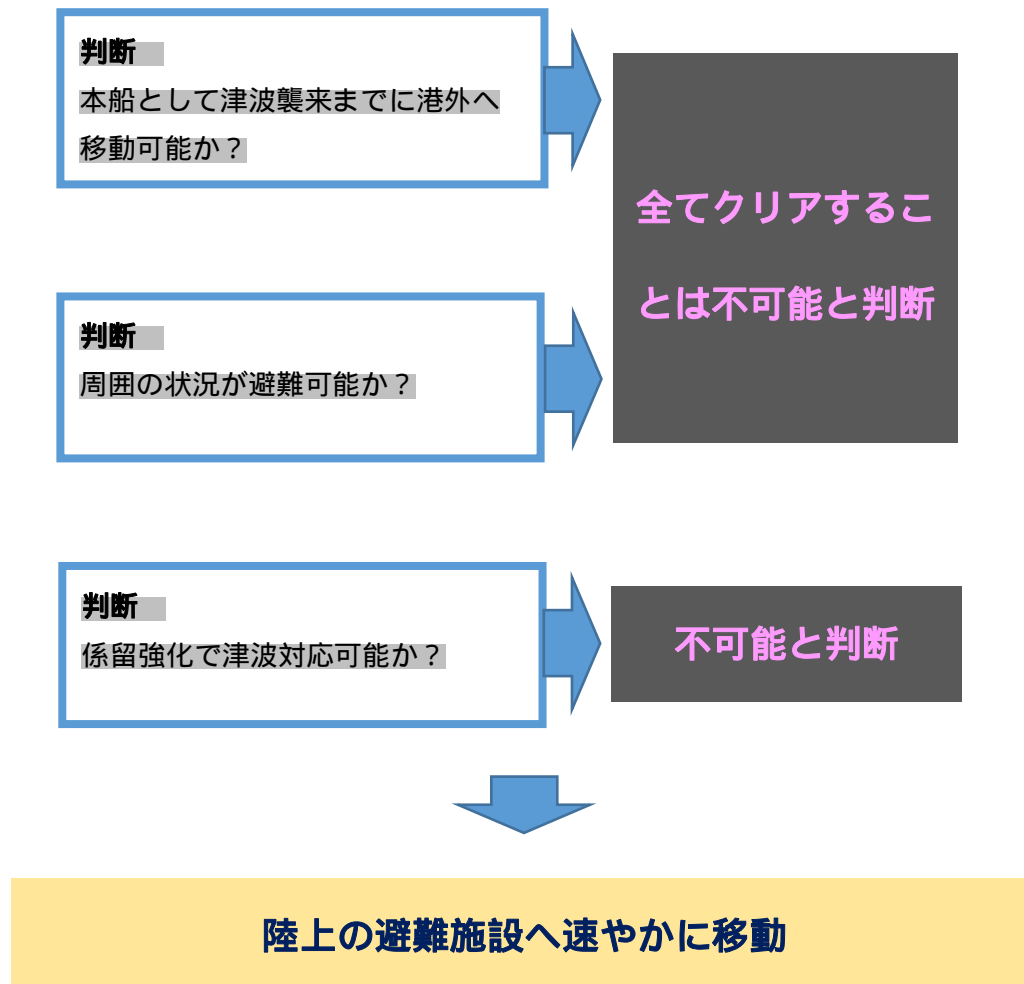 判断
本船として津波襲来までに港外へ
移動可能か？
全てクリアするこ
とは不可能と判断
判断
周囲の状況が避難可能か？
判断
係留強化で津波対応可能か？
不可能と判断
陸上の避難施設へ速やかに移動